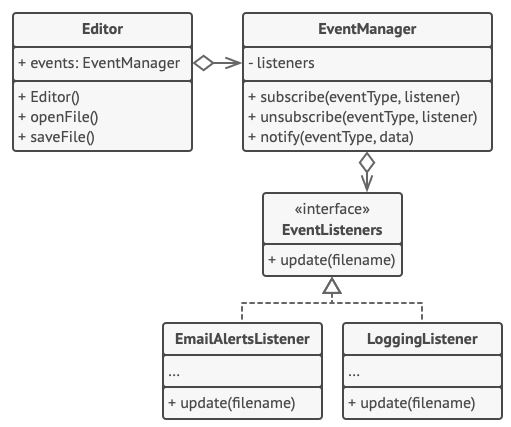 Editor
+ events: EventManager
+ Editor()
+ openFile()
+ saveFile()
EventManager
- listeners
+ subscribe(eventType, listener)
+ unsubscribe(eventType, listener)
+ notify(eventType, data)
«interface»
EventListeners
+ update(filename)
EmailAlertsListener
...
+ update(filename)
LoggingListener
...
+ update(filename)